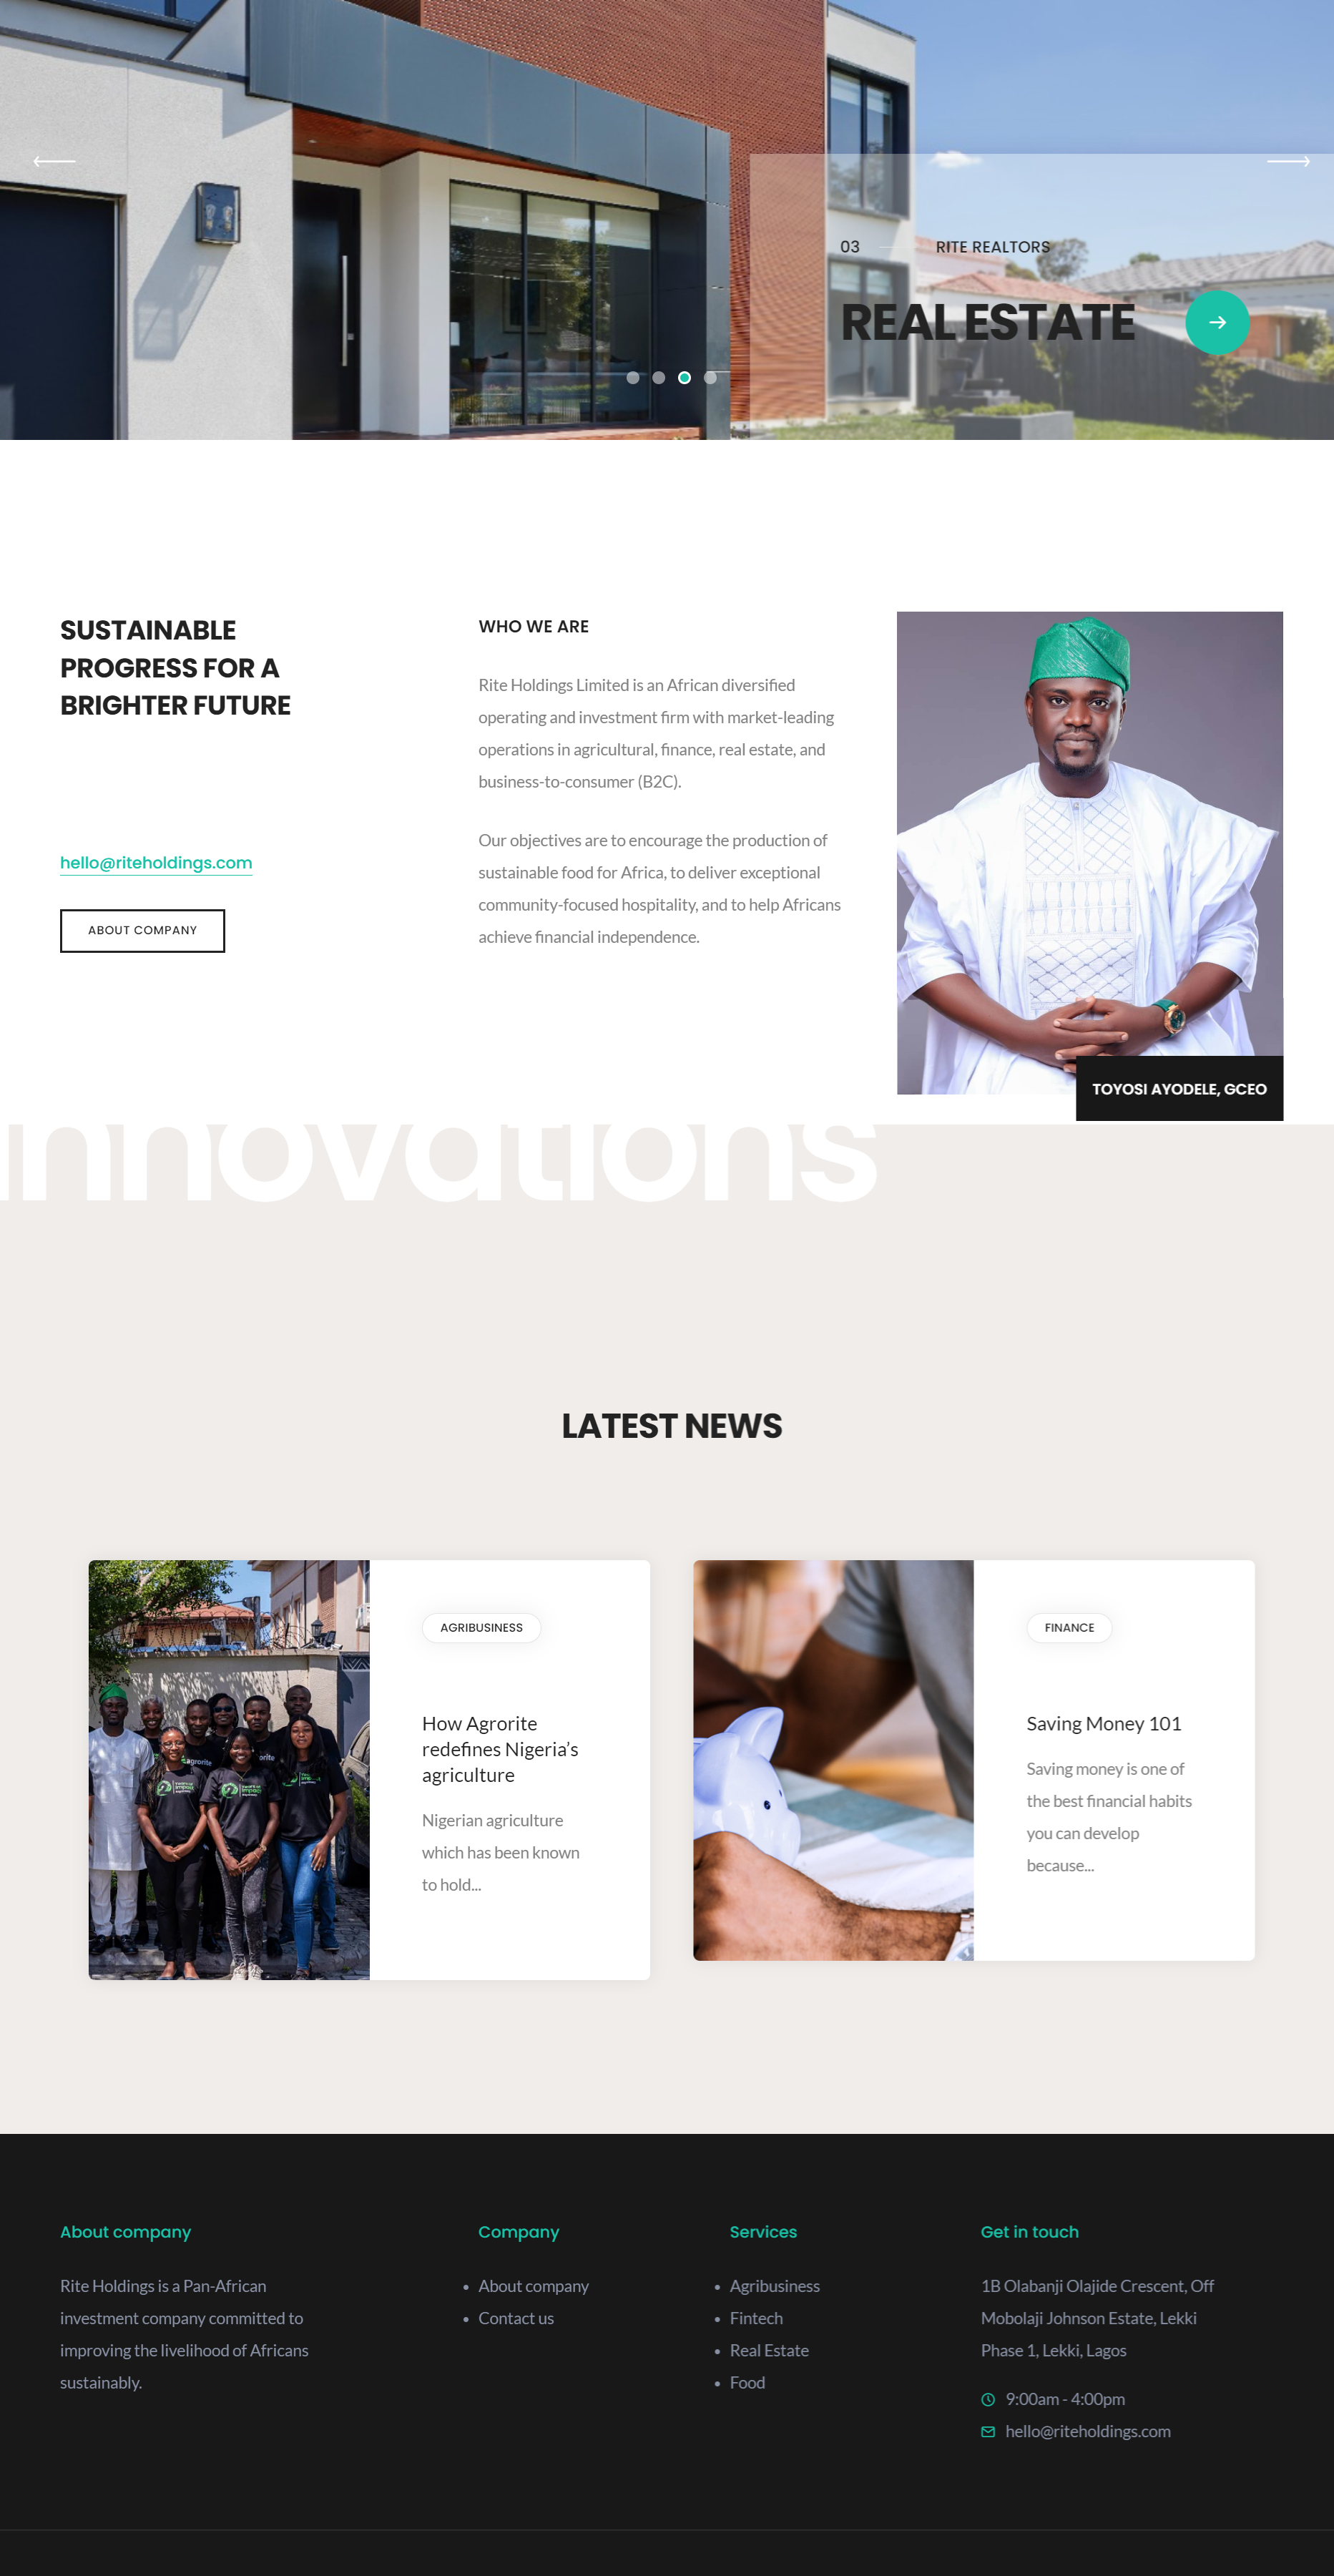 03 RITE REALTORS
REAL ESTATE
SUSTAINABLE
PROGRESS FOR A
BRIGHTER FUTURE
hello@riteholdings.com
ABOUT COMPANY
WHO WE ARE
Rite Holdings Limited is an African diversified
operating and investment firm with market-leading
operations in agricultural, finance, real estate, and
business-to-consumer (B2C).
Our objectives are to encourage the production of
sustainable food for Africa, to deliver exceptional
community-focused hospitality, and to help Africans
achieve financial independence.
TOYOSI AYODELE, GCEO
innovations
LATEST NEWS
AGRIBUSINESS
How Agrorite
redefines Nigeria’s
agriculture
Nigerian agriculture
which has been known
to hold...
FINANCE
Saving Money 101
Saving money is one of
the best financial habits
you can develop
because...
About company
Rite Holdings is a Pan-African
investment company committed to
improving the livelihood of Africans
sustainably.
Company
• About company
• Contact us
Services
• Agribusiness
• Fintech
• Real Estate
• Food
Get in touch
1B Olabanji Olajide Crescent, Off
Mobolaji Johnson Estate, Lekki
Phase 1, Lekki, Lagos
9:00am - 4:00pm
hello@riteholdings.com